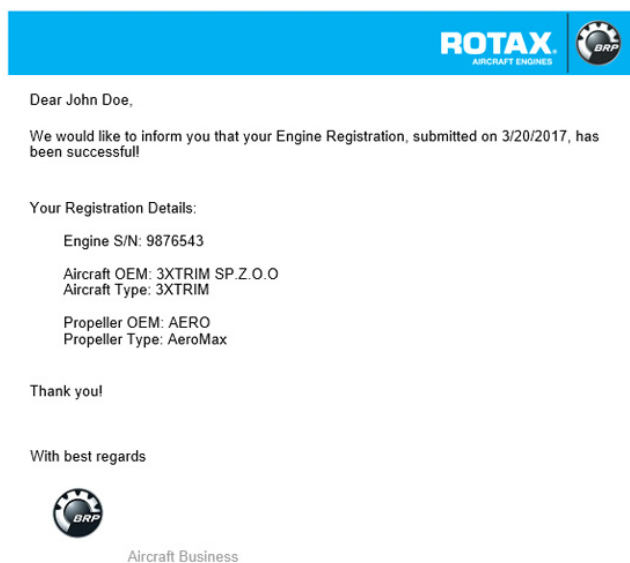 ROTAX.
AIRCRAFT ENGINES
BRP
Dear John Doe,
We would like to inform you that your Engine Registration, submitted on 3/20/2017, has
been successful!
Your Registration Details:
Engine S/N: 9876543
Aircraft OEM: 3XTRIM SP.Z.O.O
Aircraft Type: 3XTRIM
Propeller OEM: AERO
Propeller Type: AeroMax
Thank you!
With best regards
BRP
Aircraft Business